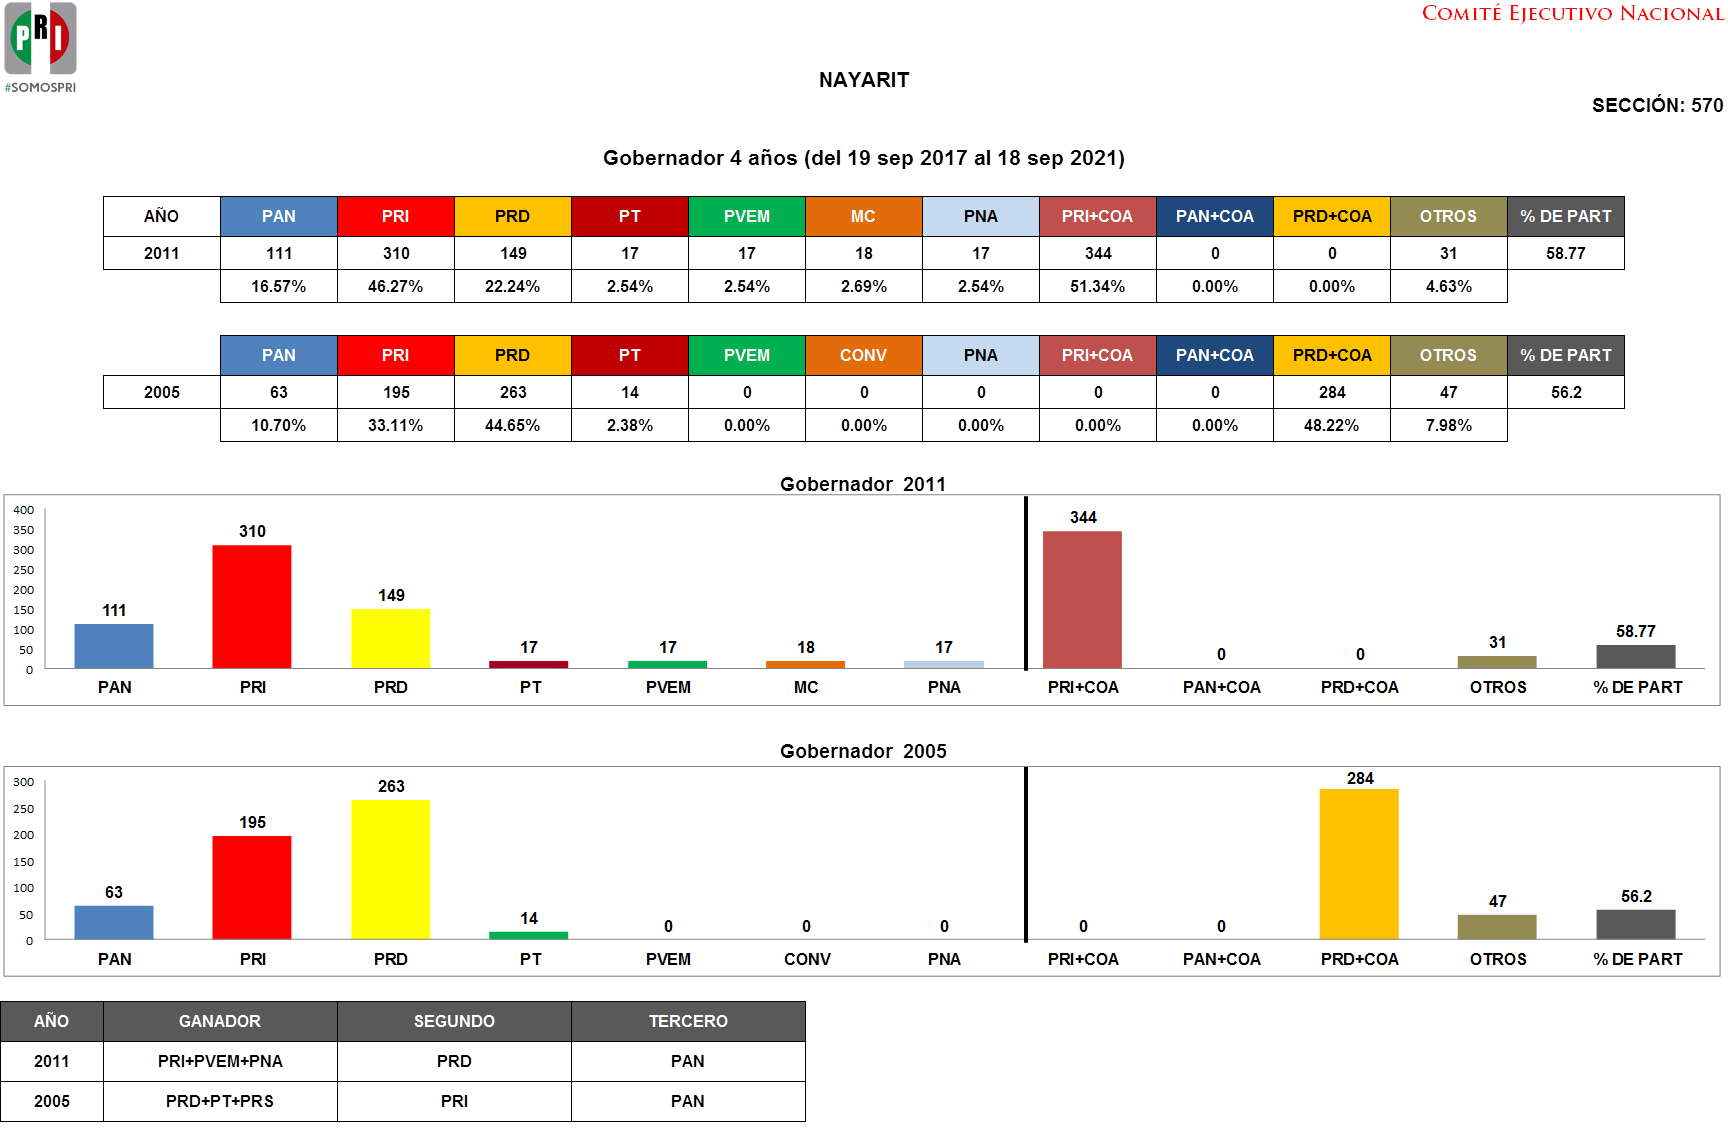 PRI
#SOMOSPRI
COMITÉ EJECUTIVO NACIONAL
NAYARIT
SECCIÓN: 570
Gobernador 4 años (del 19 sep 2017 al 18 sep 2021)
AÑO PAN PRI PRD PT PVEM MC PNA PRI+COA PAN+COA PRD+COA OTROS % DE PART
2011 111 310 149 17 17 18 17 344 0 0 31 58.77
16.57% 46.27% 22.24% 2.54% 2.54% 2.69% 2.54% 51.34% 0.00% 0.00% 4.63%
PAN PRI PRD PT PVEM CONV PNA PRI+COA PAN+COA PRD+COA OTROS % DE PART
2005 63 195 263 14 0 0 0 0 0 284 47 56.2
10.70% 33.11% 44.65% 2.38% 0.00% 0.00% 0.00% 0.00% 0.00% 48.22% 7.98%
Gobernador 2011
400
350
300
250
200
150
100
50
0
111 310 149 17 17 18 17 344 0 0 31 58.77
PAN PRI PRD PT PVEM MC PNA PRI+COA PAN+COA PRD+COA OTROS % DE PART
Gobernador 2005
300
250
200
150
100
50
0
63 195 263 14 0 0 0 0 0 284 47 56.2
PAN PRI PRD PT PVEM CONV PNA PRI+COA PAN+COA PRD+COA OTROS % DE PART
AÑO GANADOR SEGUNDO TERCERO
2011 PRI+PVEM+PNA PRD PAN
2005 PRD+PT+PRS PRI PAN